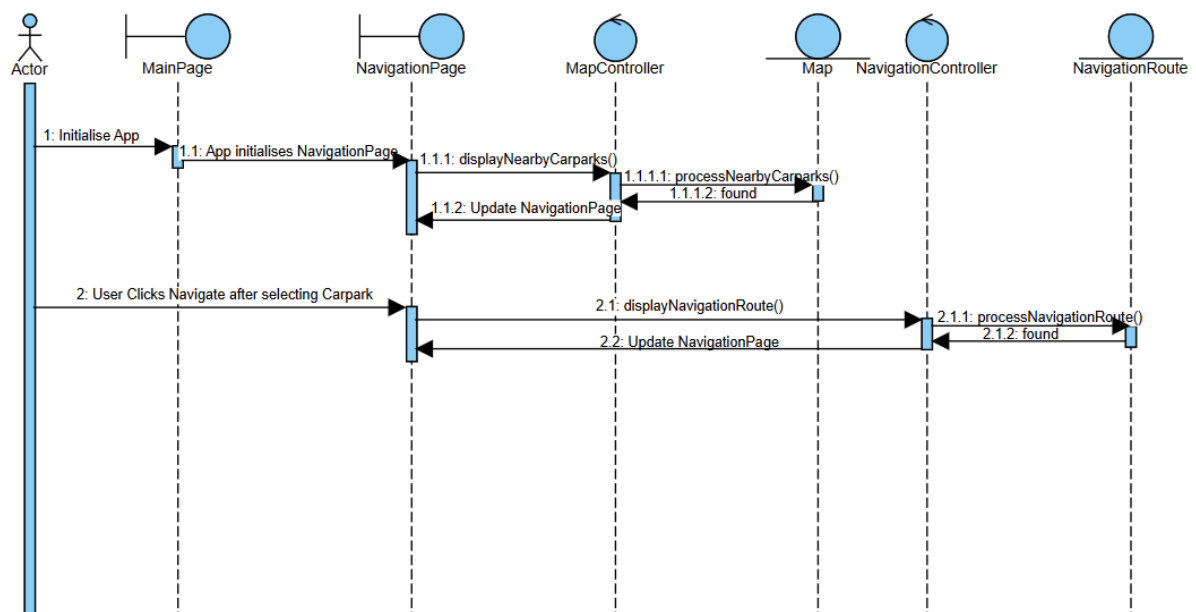 Actor
MainPage
NavigationPage
MapController
Map
NavigationController
NavigationRoute
1: Initialise App
1.1: App initialises NavigationPage
1.1.1: displayNearbyCarparks()
1.1.1.1: processNearbyCarparks()
1.1.1.2: found
1.1.2: Update NavigationPage
2: User Clicks Navigate after selecting Carpark
2.1: displayNavigationRoute()
2.1.1: processNavigationRoute()
2.1.2: found
2.2: Update NavigationPage